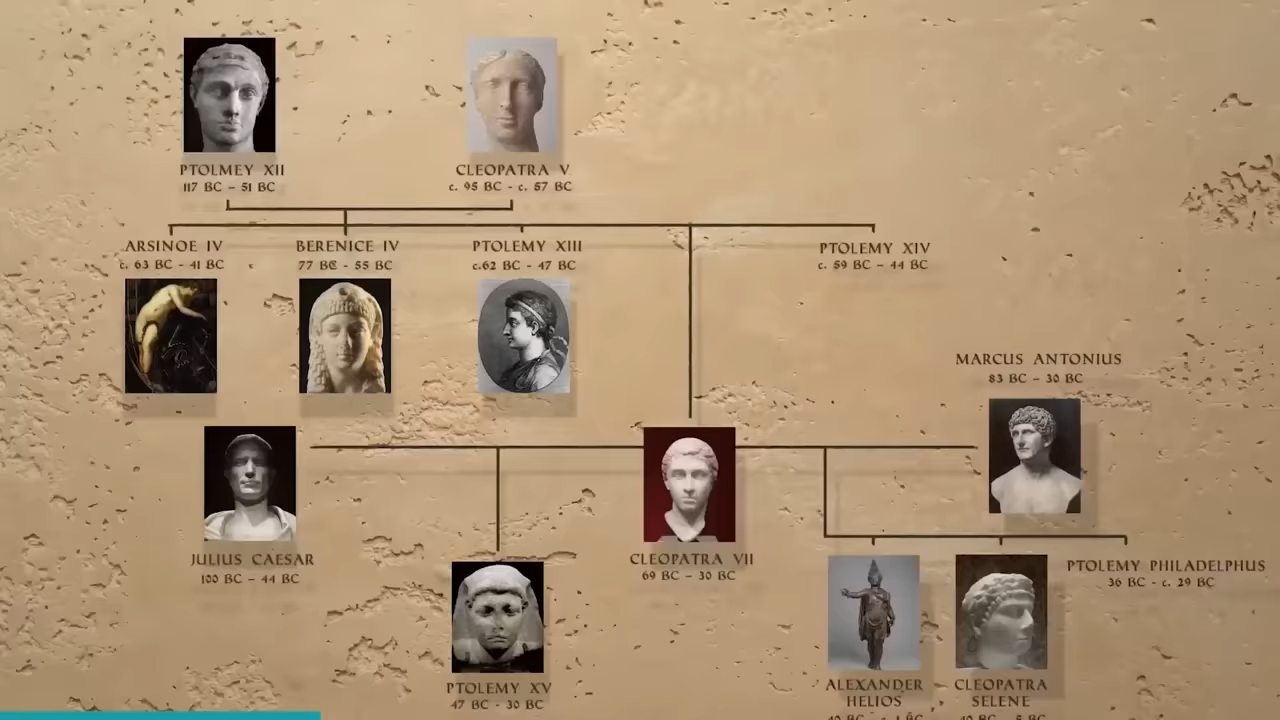 PTOLMEY XII
117 BC – 51 BC
CLEOPATRA V
c. 95 BC - c. 57 BC
ARSINOE IV
c. 63 BC - 41 BC
BERENICE IV
77 BC - 55 BC
PTOLEMY XIII
c.62 BC - 47 BC
PTOLEMY XIV
c. 59 BC – 44 BC
MARCUS ANTONIUS
83 BC – 30 BC
JULIUS CAESAR
100 BC – 44 BC
CLEOPATRA VII
69 BC – 30 BC
PTOLEMY PHILADELPHUS
36 BC - c. 29 BC
PTOLEMY XV
47 BC - 30 BC
ALEXANDER
HELIOS
CLEOPATRA
SELENE